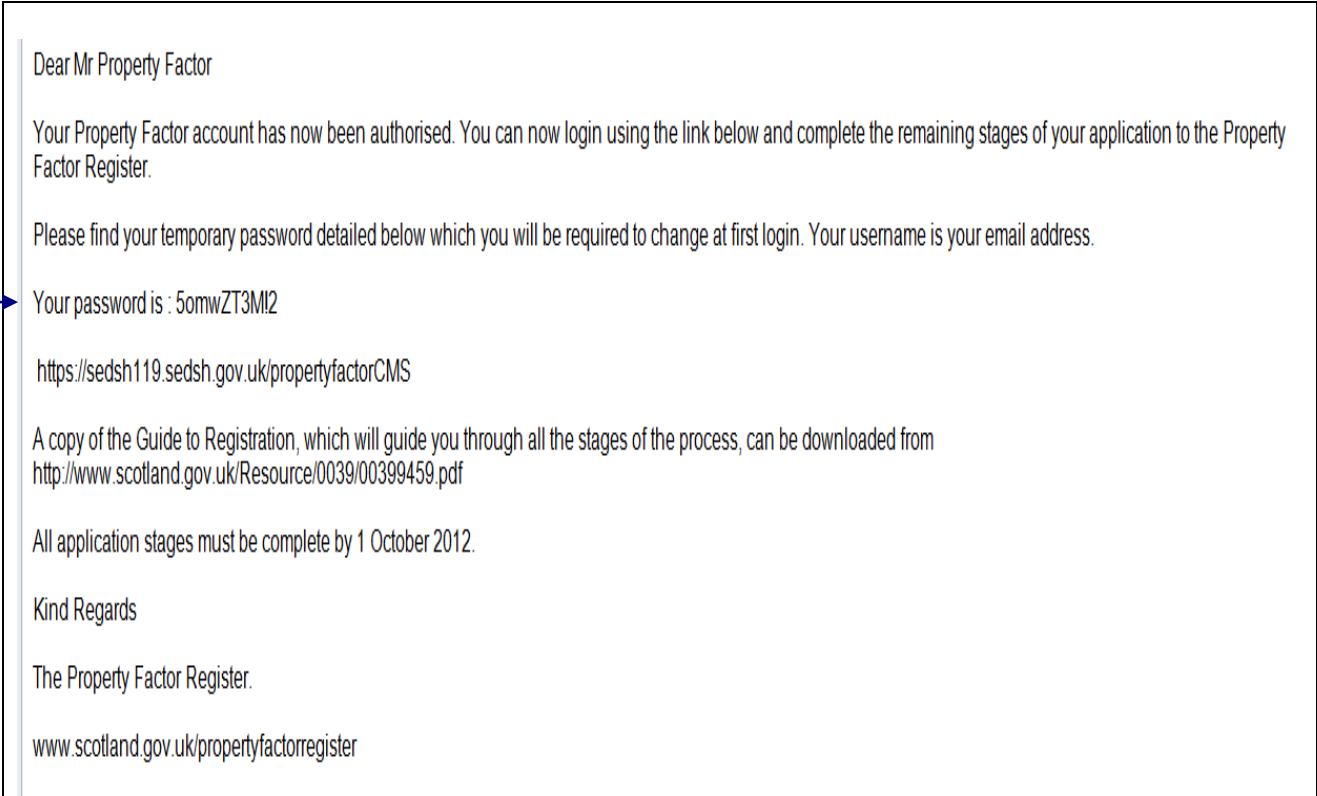 Dear Mr Property Factor
Your Property Factor account has now been authorised. You can now login using the link below and complete the remaining stages of your application to the Property
Factor Register.
Please find your temporary password detailed below which you will be required to change at first login. Your username is your email address.
Your password is : 5omwZT3M!2
https://sedsh119.sedsh.gov.uk/propertyfactorCMS
A copy of the Guide to Registration, which will guide you through all the stages of the process, can be downloaded from
http://www.scotland.gov.uk/Resource/0039/00399459.pdf
All application stages must be complete by 1 October 2012.
Kind Regards
The Property Factor Register.
www.scotland.gov.uk/propertyfactorregister